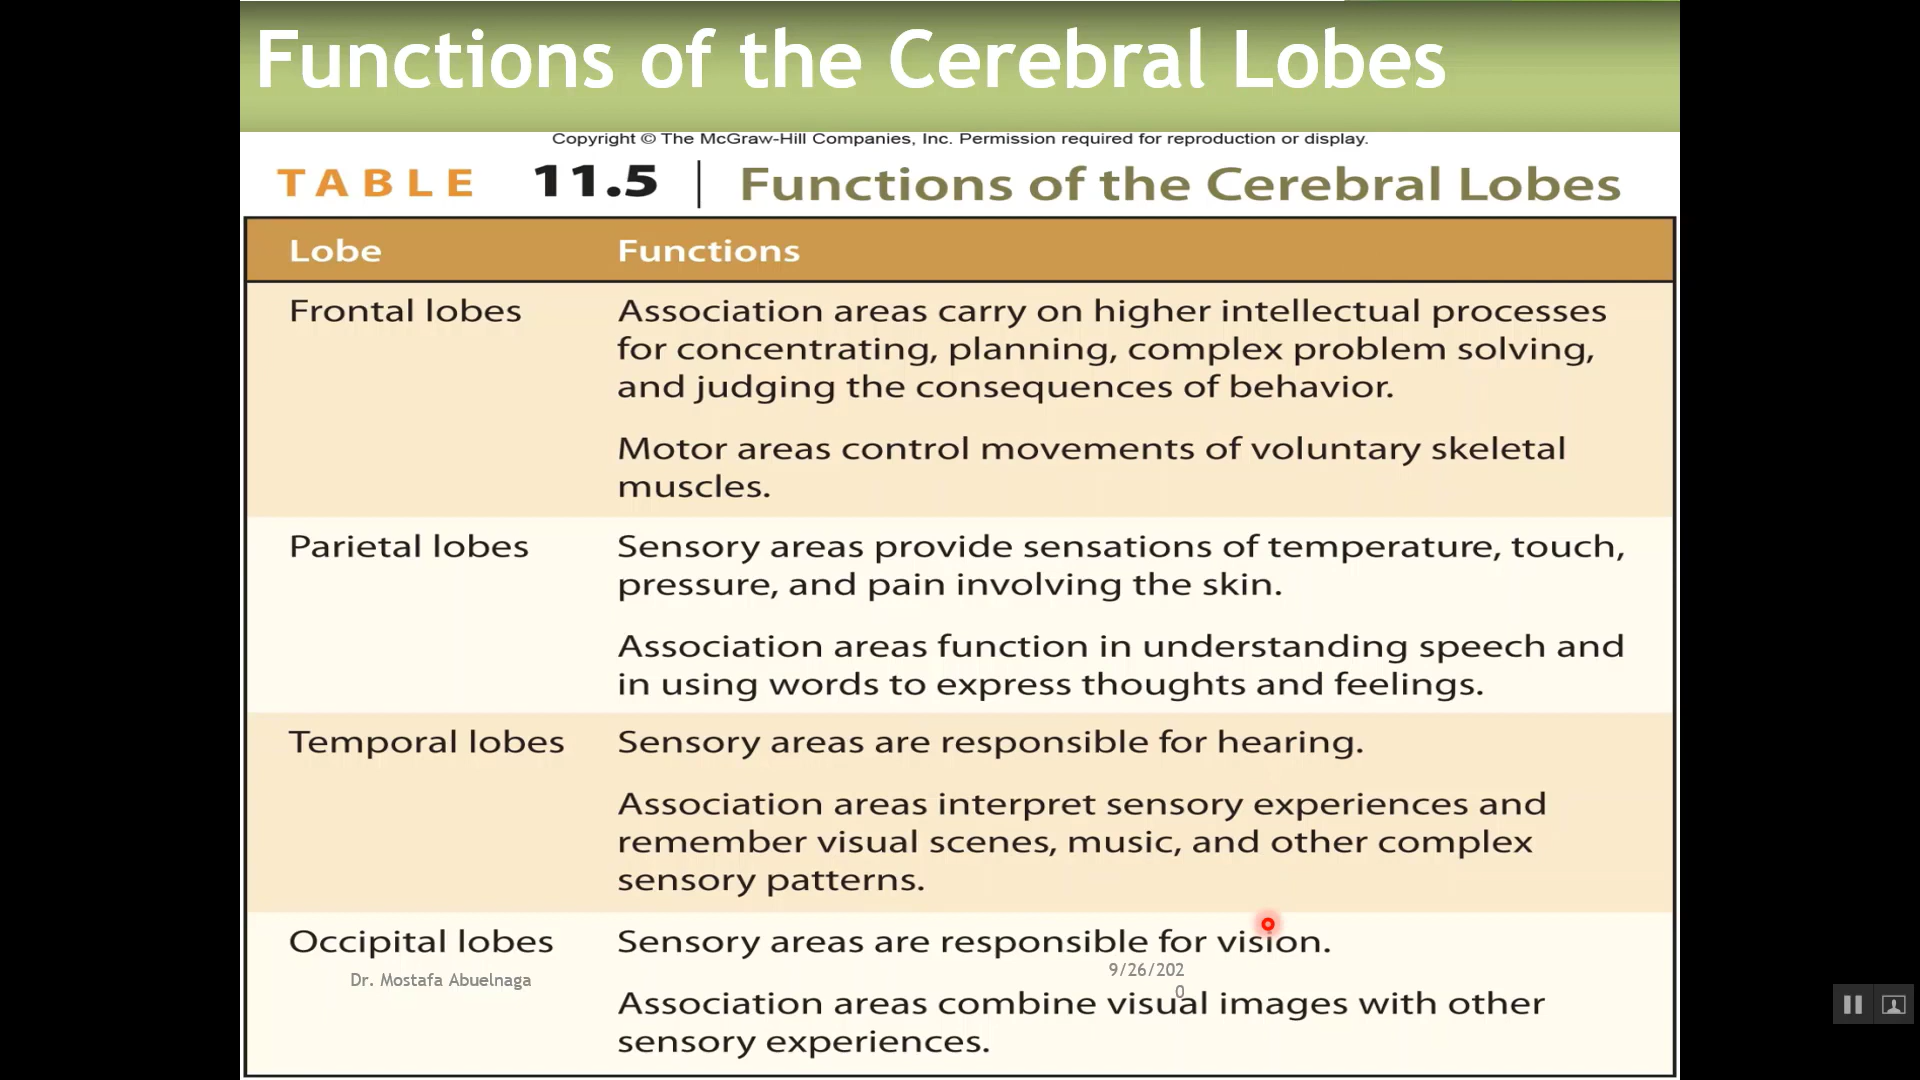 Functions of the Cerebral Lobes
Copyright © The McGraw-Hill Companies, Inc. Permission required for reproduction or display.
TABLE 11.5 | Functions of the Cerebral Lobes
Lobe Functions
Frontal lobes Association areas carry on higher intellectual processes
for concentrating, planning, complex problem solving,
and judging the consequences of behavior.
Motor areas control movements of voluntary skeletal
muscles.
Parietal lobes Sensory areas provide sensations of temperature, touch,
pressure, and pain involving the skin.
Association areas function in understanding speech and
in using words to express thoughts and feelings.
Temporal lobes Sensory areas are responsible for hearing.
Association areas interpret sensory experiences and
remember visual scenes, music, and other complex
sensory patterns.
Occipital lobes Sensory areas are responsible for vision.
Dr. Mostafa Abuelnaga 9/26/202
0
Association areas combine visual images with other
sensory experiences.